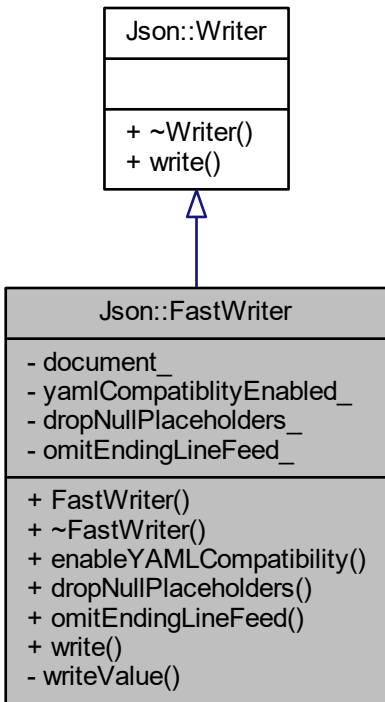 Json::Writer
+ ~Writer()
+ write()
Json::FastWriter
- document_
- yamlCompatiblityEnabled_
- dropNullPlaceholders_
- omitEndingLineFeed_
+ FastWriter()
+ ~FastWriter()
+ enableYAMLCompatibility()
+ dropNullPlaceholders()
+ omitEndingLineFeed()
+ write()
- writeValue()